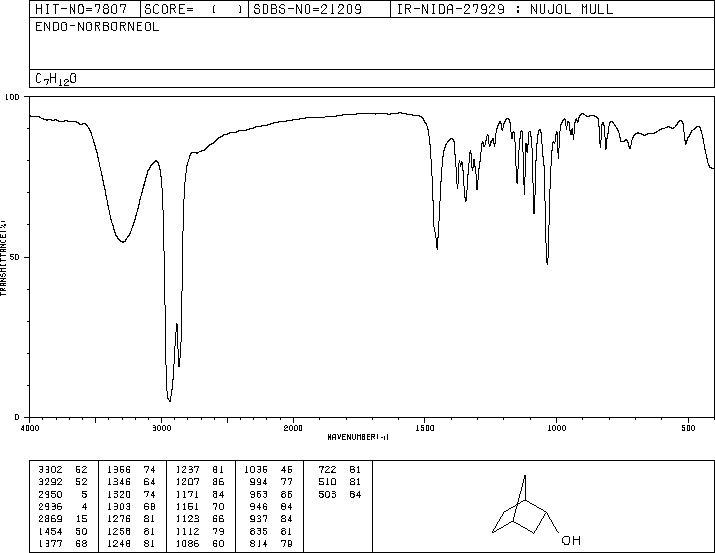 HIT-NO=7807 SCORE= ( ) SDBS-NO=21209 IR-NIDA-27929 : NUJOL MULL
ENDO-NORBORNEOL
C7H12O
100
50
0
TRANSMITTANCE(%)
4000 3000 2000 1500 1000 500
WAVENUMBER(-1)
3302 52 1366 74 1237 81 1036 46 722 81
3292 52 1346 64 1207 86 994 77 510 81
2950 5 1320 74 1171 84 963 86 503 84
2936 4 1303 68 1151 70 946 84
2869 15 1276 81 1123 66 937 84
1454 50 1258 81 1112 79 835 81
1377 68 1248 81 1086 60 814 79
OH